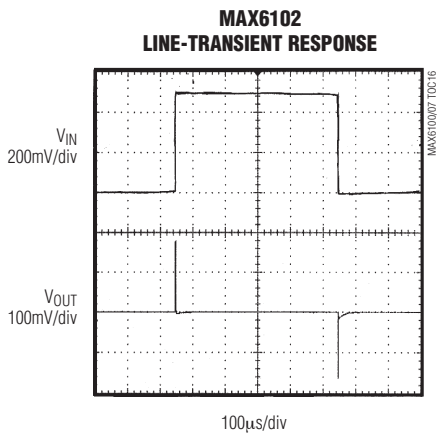 MAX6102
LINE-TRANSIENT RESPONSE
MAX6100/07 TOC16
VIN
200mV/div
VOUT
100mV/div
100μs/div